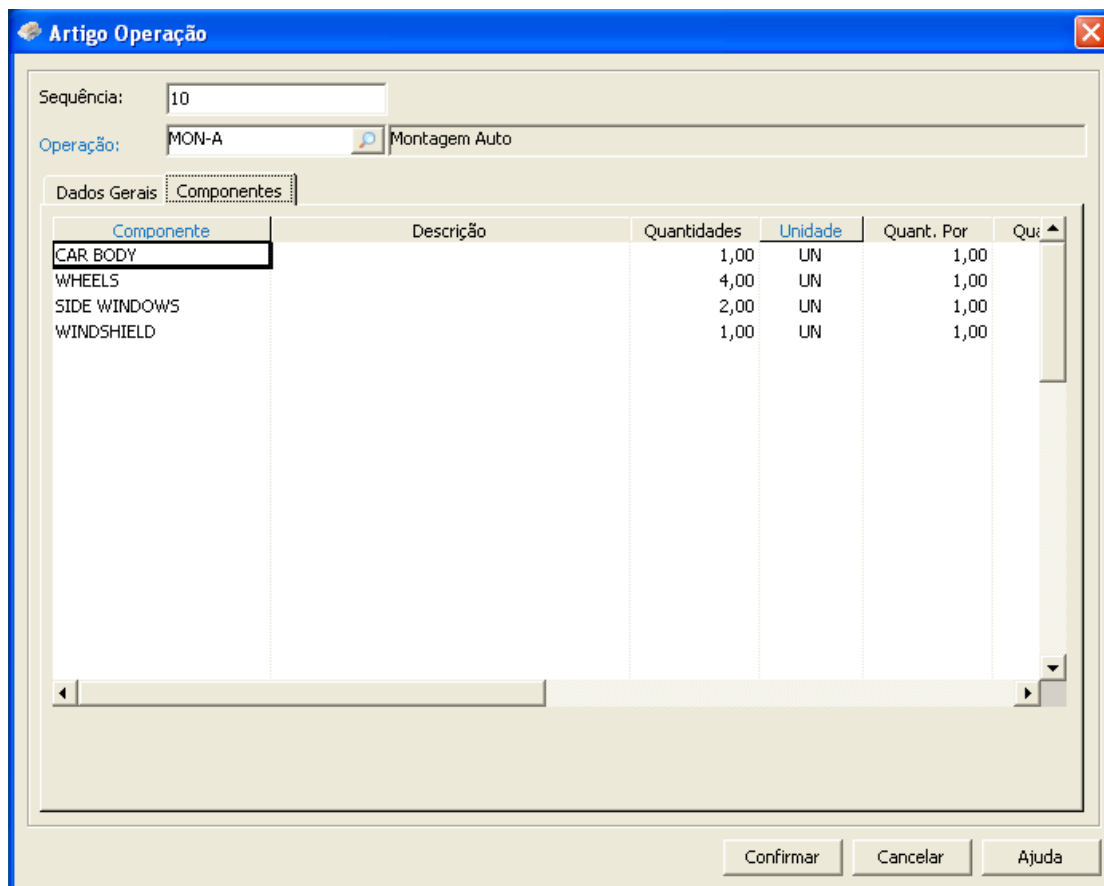 Artigo Operação
Sequência: 10
Operação: MON-A Montagem Auto
Dados Gerais Componentes
Componente Descrição Quantidades Unidade Quant. Por Qua
CAR BODY 1,00 UN 1,00
WHEELS 4,00 UN 1,00
SIDE WINDOWS 2,00 UN 1,00
WINDSHIELD 1,00 UN 1,00
Confirmar Cancelar Ajuda